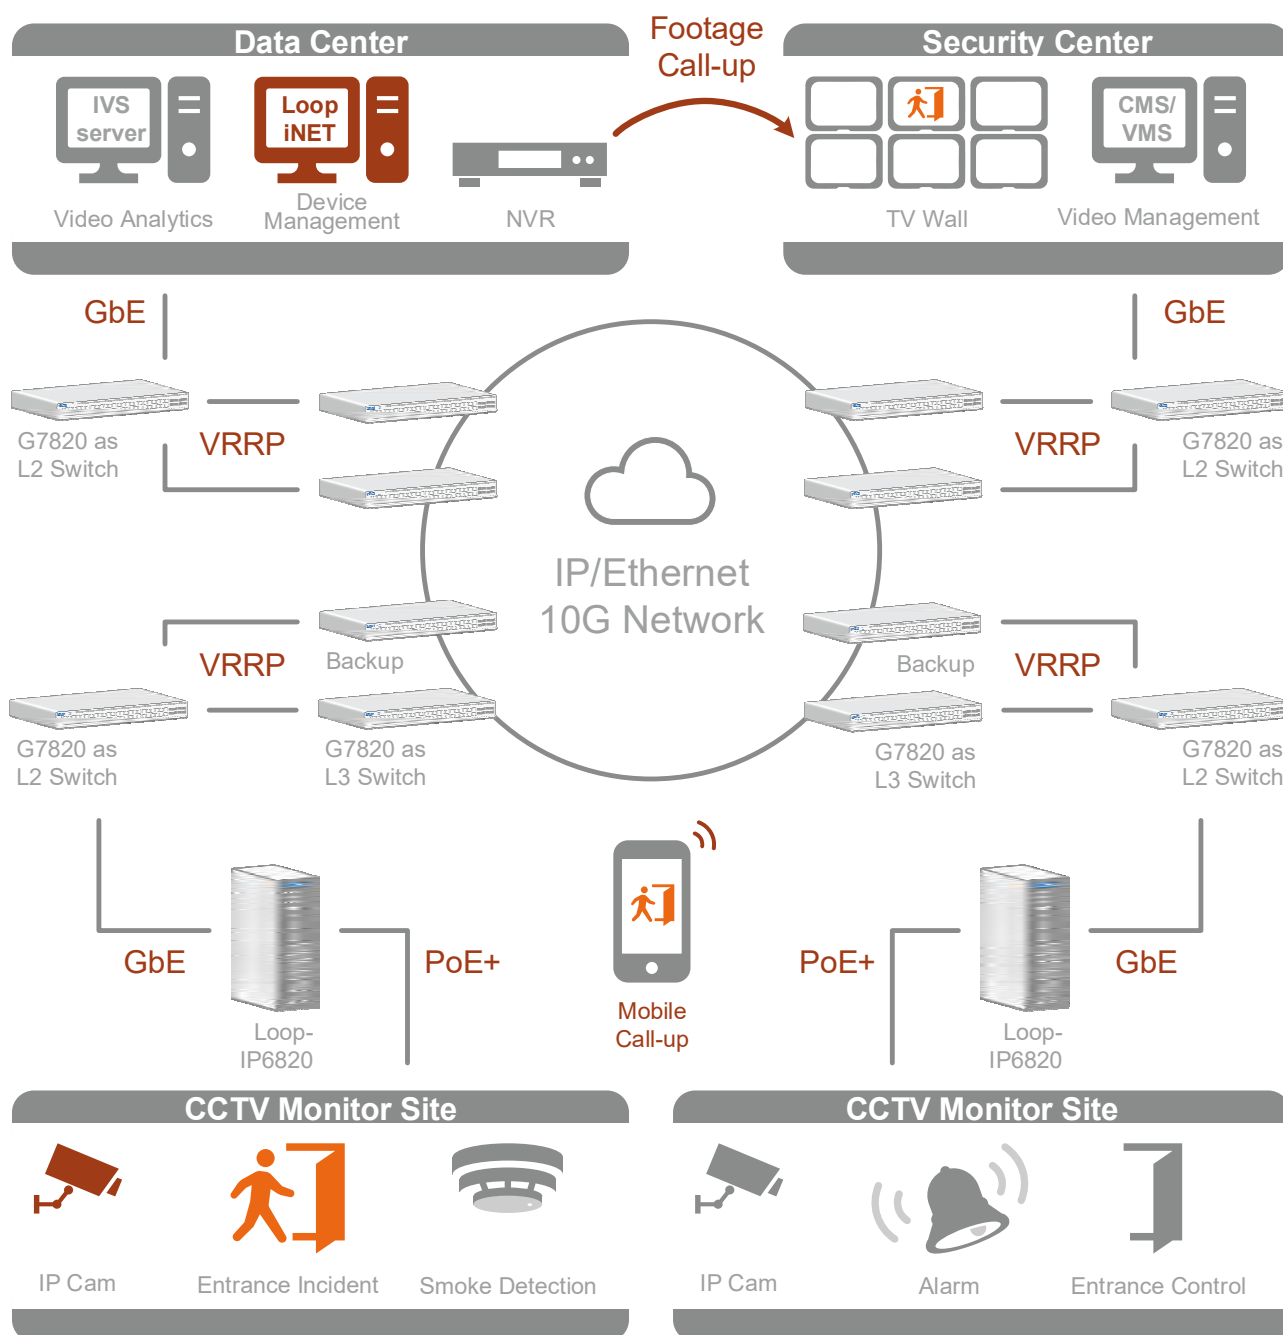 Data Center
IVS
server
Loop
iNET
Video Analytics
Device
Management
NVR
Footage
Call-up
Security Center
CMS/
VMS
TV Wall
Video Management
GbE
GbE
G7820 as
L2 Switch
VRRP
VRRP
G7820 as
L2 Switch
IP/Ethernet
10G Network
Backup
VRRP
Backup
VRRP
G7820 as
L2 Switch
G7820 as
L3 Switch
G7820 as
L3 Switch
G7820 as
L2 Switch
GbE
PoE+
Loop-
IP6820
Mobile
Call-up
PoE+
GbE
Loop-
IP6820
CCTV Monitor Site
IP Cam
Entrance Incident
Smoke Detection
CCTV Monitor Site
IP Cam
Alarm
Entrance Control